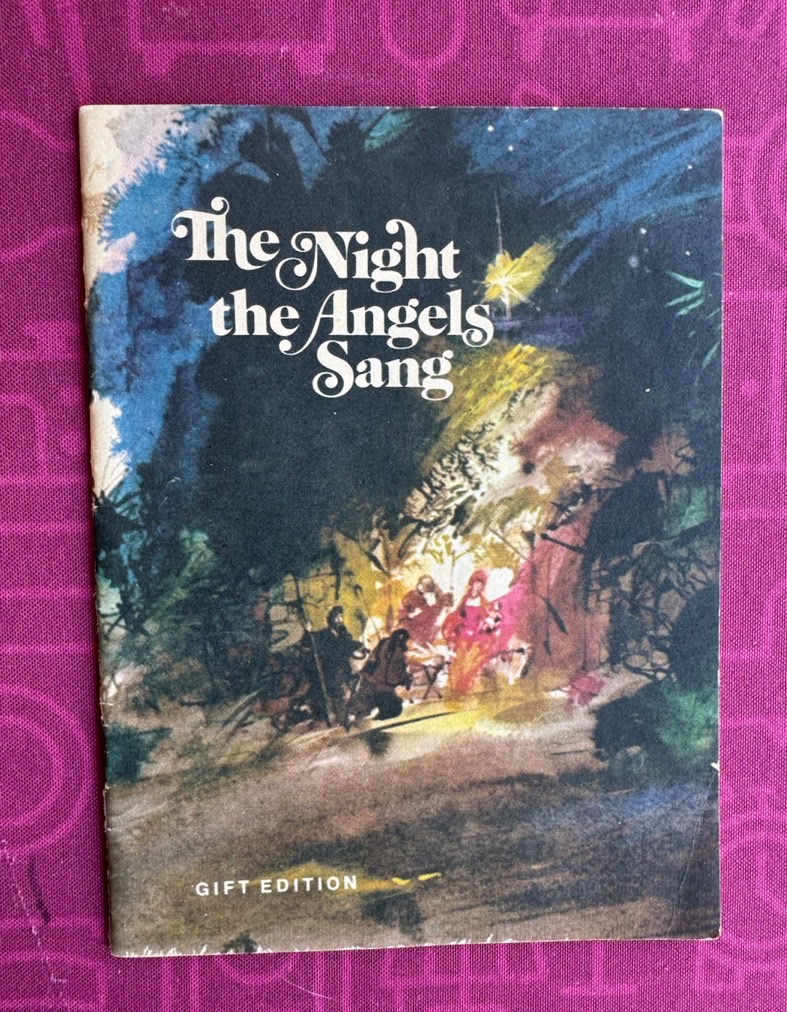 The Night
the Angels
Sang
GIFT EDITION